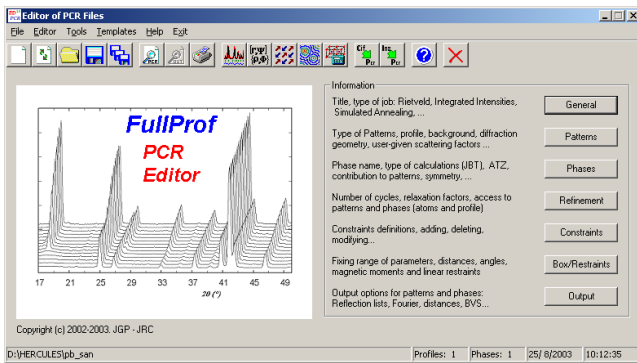 Editor of PCR Files
File Editor Tools Templates Help Exit
Information
Title, type of job: Rietveld, Integrated Intensities,
Simulated Annealing, ...
General
Type of Patterns, profile, background, diffraction
geometry, user-given scattering factors ...
Patterns
Phase name, type of calculations (JBT), ATZ,
contribution to patterns, symmetry, ...
Phases
Number of cycles, relaxation factors, access to
patterns and phases (atoms and profile)
Refinement
Constraints definitions, adding, deleting,
modifying...
Constraints
Fixing range of parameters, distances, angles,
magnetic moments and linear restraints
Box/Restraints
Output options for patterns and phases:
Reflection lists, Fourier, distances, BVS...
Output
FullProf
PCR
Editor
17 21 25 29 33 37 41 45 49
2θ (°)
Copyright (c) 2002-2003. JGP - JRC
D:\HERCULES\pb_san
Profiles: 1 Phases: 1 25/ 8/2003 10:12:35